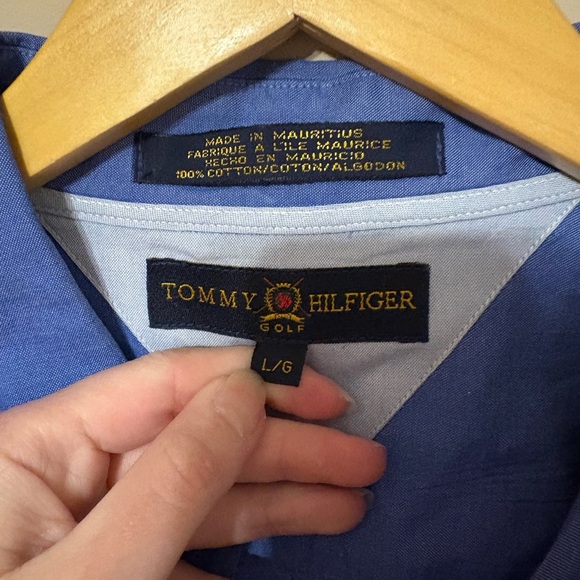 MADE IN MAURITIUS
FABRIQUE A L'ILE MAURICE
HECHO EN MAURICIO
100% COTTON/COTON/ALGODON
TOMMY HILFIGER
GOLF
L/G